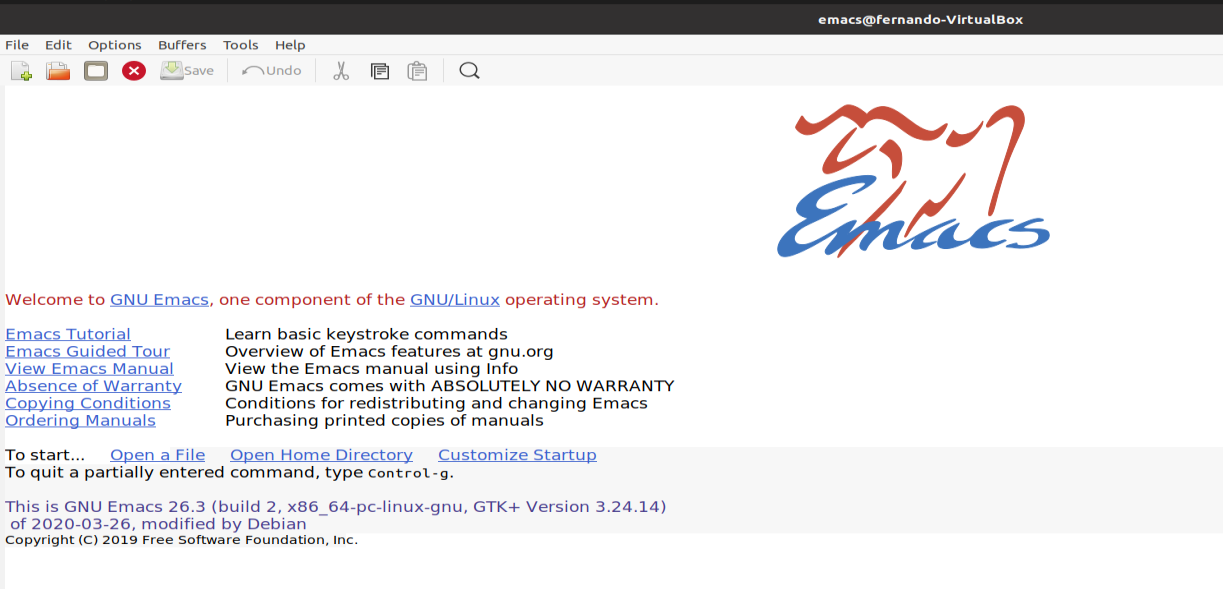 emacs@fernando-VirtualBox
File Edit Options Buffers Tools Help
Save Undo
Emacs
Welcome to GNU Emacs, one component of the GNU/Linux operating system.
Emacs Tutorial Learn basic keystroke commands
Emacs Guided Tour Overview of Emacs features at gnu.org
View Emacs Manual View the Emacs manual using Info
Absence of Warranty GNU Emacs comes with ABSOLUTELY NO WARRANTY
Copying Conditions Conditions for redistributing and changing Emacs
Ordering Manuals Purchasing printed copies of manuals
To start... Open a File Open Home Directory Customize Startup
To quit a partially entered command, type Control-g.
This is GNU Emacs 26.3 (build 2, x86_64-pc-linux-gnu, GTK+ Version 3.24.14)
of 2020-03-26, modified by Debian
Copyright (C) 2019 Free Software Foundation, Inc.